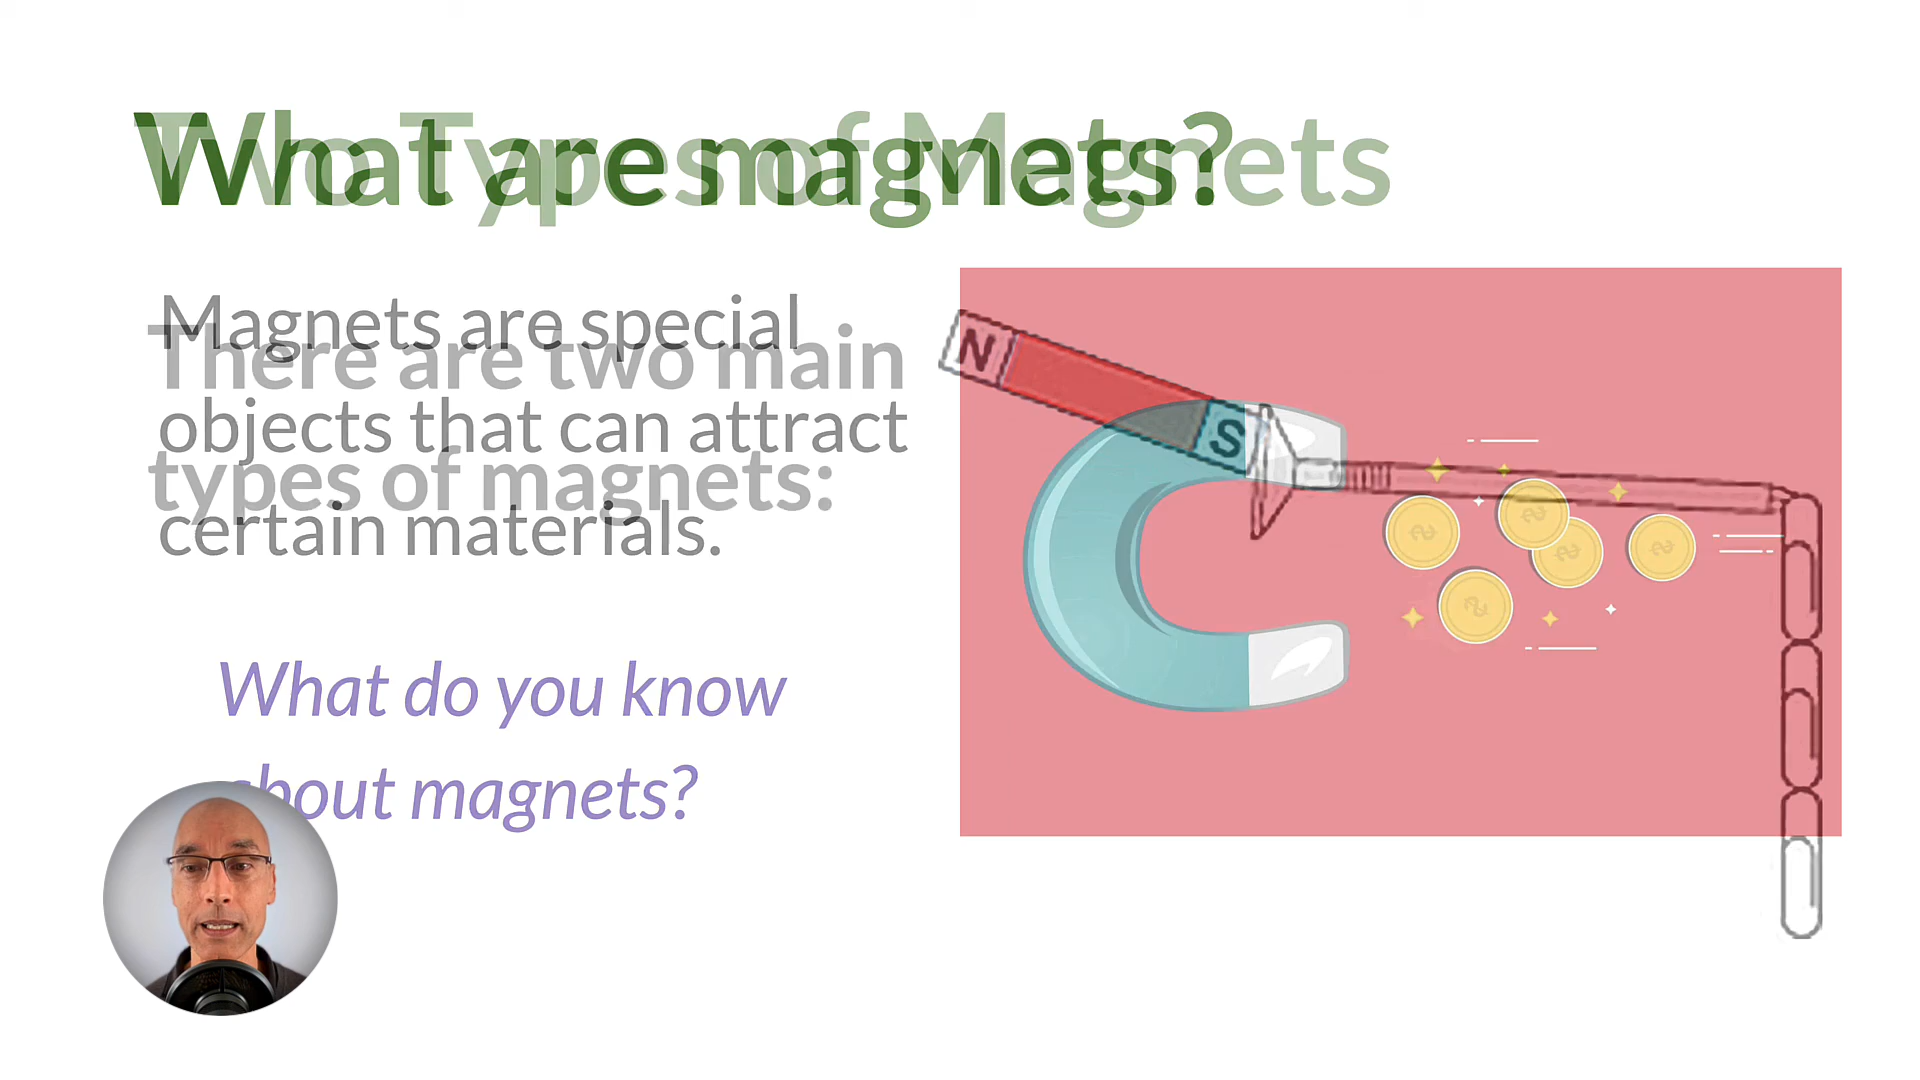 What are magnets?
Two Types of Magnets
Magnets are special
objects that can attract
certain materials.
There are two main
types of magnets:
What do you know
about magnets?
N
S